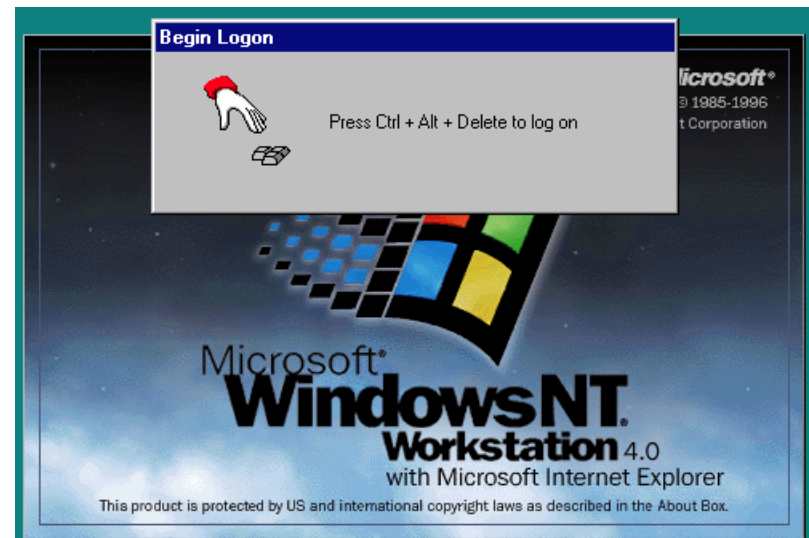 Begin Logon
Press Ctrl + Alt + Delete to log on
1985-1996
t Corporation
Microsoft®
WindowsNT®
Workstation 4.0
with Microsoft Internet Explorer
This product is protected by US and international copyright laws as described in the About Box.